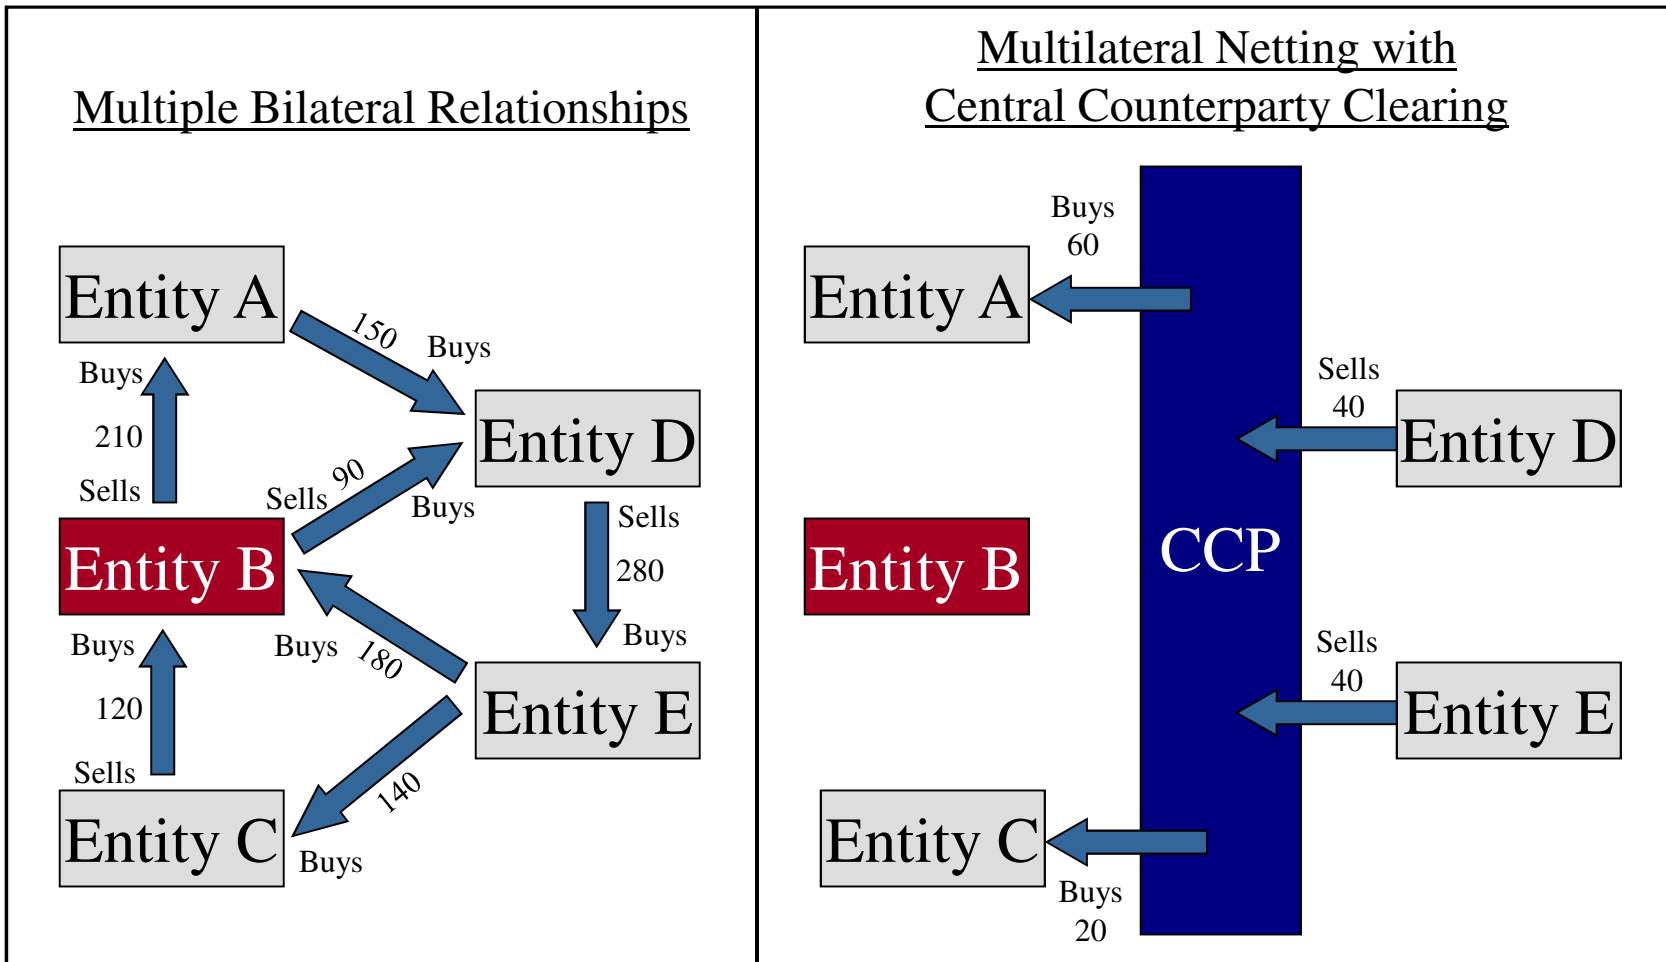 Multiple Bilateral Relationships
Entity A
150
Buys
Buys
210
Sells
Entity D
Sells
90
Buys
Entity B
Sells
280
Buys
Buys
180
Buys
120
Sells
Entity E
140
Entity C
Buys
Multilateral Netting with
Central Counterparty Clearing
Buys
60
Entity A
Sells
40
Entity D
Entity B
CCP
Sells
40
Entity E
Entity C
Buys
20